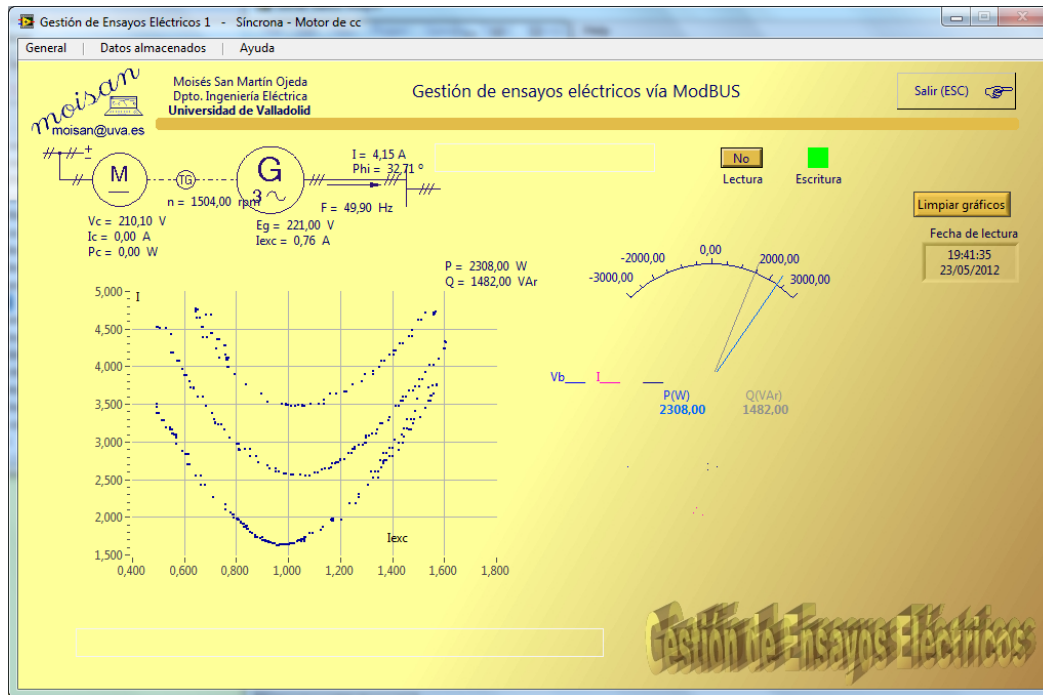 Gestión de Ensayos Eléctricos 1 - Síncrona - Motor de cc
General | Datos almacenados | Ayuda
moisan
moisan@uva.es
Moisés San Martín Ojeda
Dpto. Ingeniería Eléctrica
Universidad de Valladolid
Gestión de ensayos eléctricos vía ModBUS
Salir (ESC)
M
TG
G
3
n = 1504,00 rpm
I = 4,15 A
Phi = 32,71 º
F = 49,90 Hz
Vc = 210,10 V
Ic = 0,00 A
Pc = 0,00 W
Eg = 221,00 V
Iexc = 0,76 A
No
Lectura
Escritura
Limpiar gráficos
Fecha de lectura
19:41:35
23/05/2012
P = 2308,00 W
Q = 1482,00 VAr
-3000,00
-2000,00
0,00
2000,00
3000,00
Vb___ I___ ___
P(W)
2308,00
Q(VAr)
1482,00
I
5,000
4,500
4,000
3,500
3,000
2,500
2,000
1,500
Iexc
0,400 0,600 0,800 1,000 1,200 1,400 1,600 1,800
Gestión de Ensayos Eléctricos